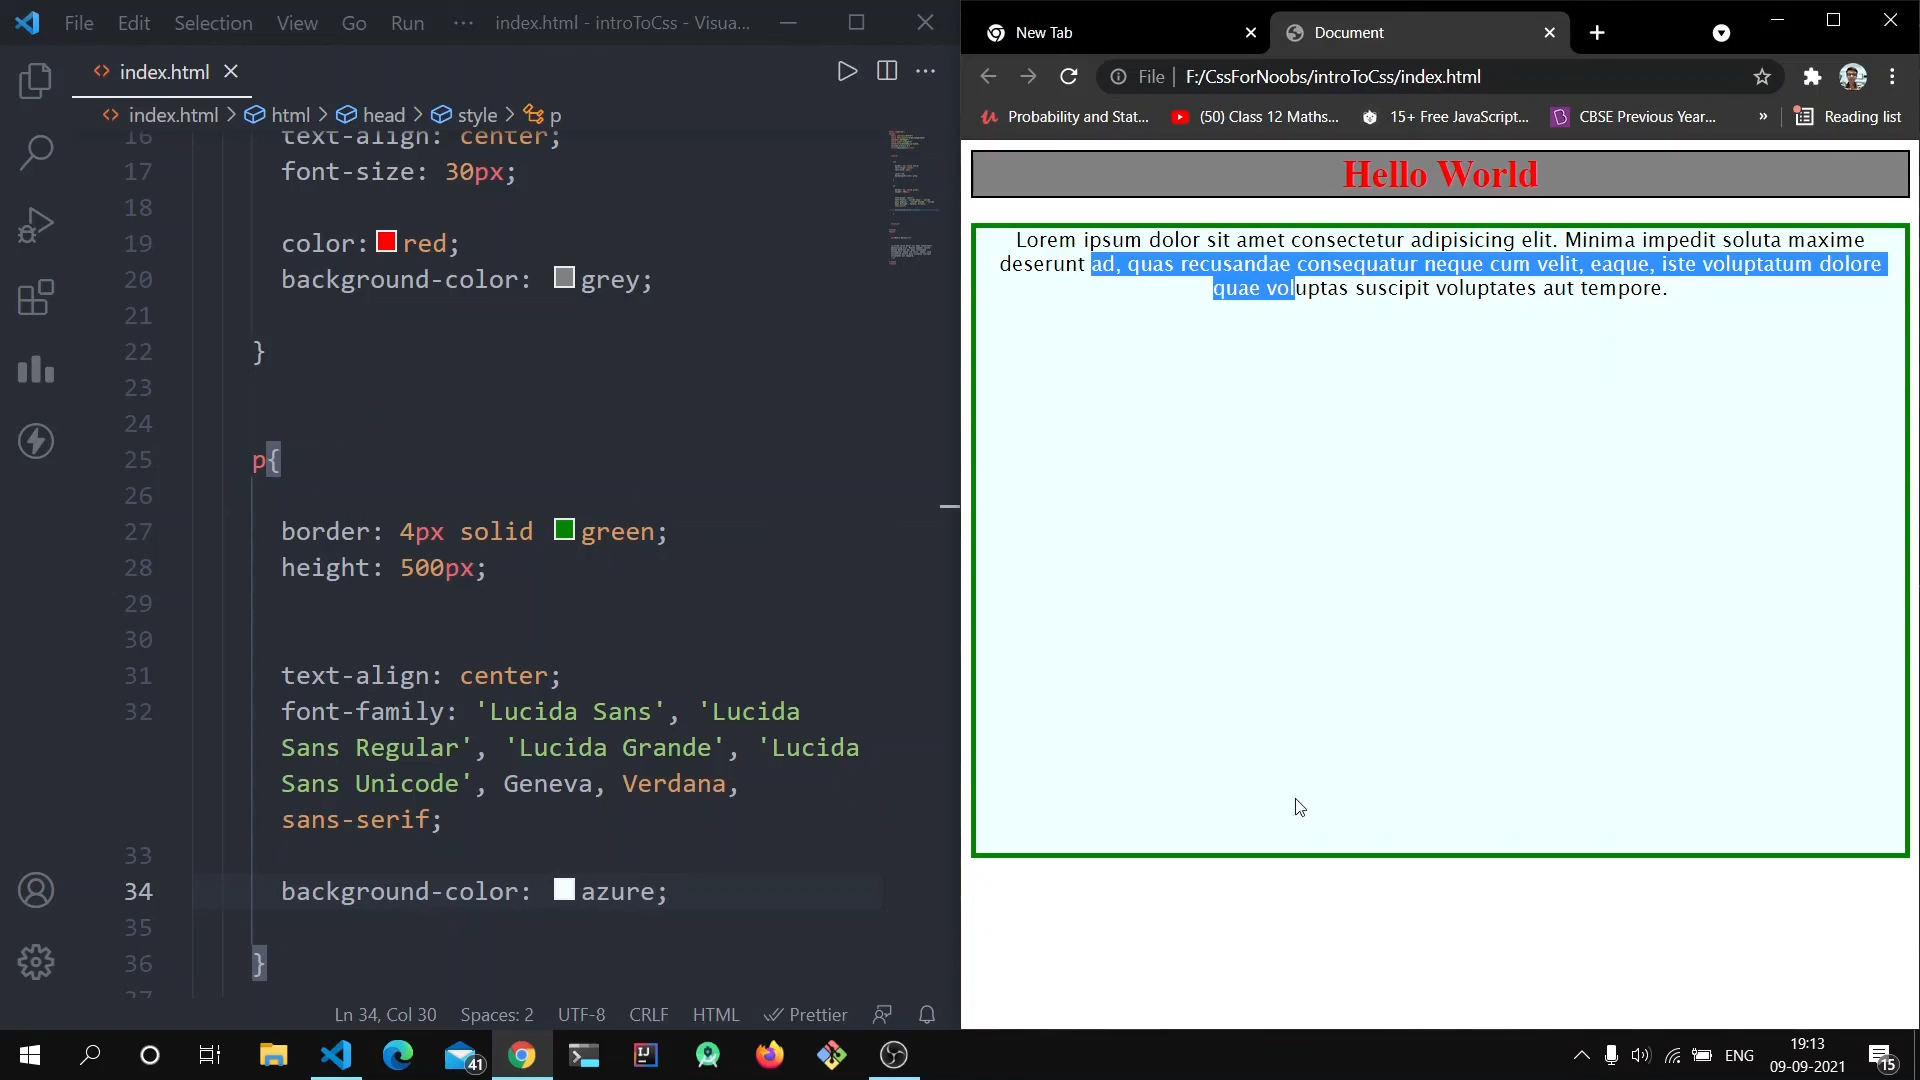 File Edit Selection View Go Run ··· index.html - introToCss - Visua...
index.html
index.html > html > head > style > p
16 text-align: center;
17 font-size: 30px;
18
19 color: red;
20 background-color: grey;
21
22 }
23
24
25 p{
26
27 border: 4px solid green;
28 height: 500px;
29
30
31 text-align: center;
32 font-family: 'Lucida Sans', 'Lucida
Sans Regular', 'Lucida Grande', 'Lucida
Sans Unicode', Geneva, Verdana,
sans-serif;
33
34 background-color: azure;
35
36 }
37
Ln 34, Col 30 Spaces: 2 UTF-8 CRLF HTML Prettier
New Tab Document
File F:/CssForNoobs/introToCss/index.html
Probability and Stat... (50) Class 12 Maths... 15+ Free JavaScript... CBSE Previous Year... » Reading list
Hello World
Lorem ipsum dolor sit amet consectetur adipisicing elit. Minima impedit soluta maxime
deserunt ad, quas recusandae consequatur neque cum velit, eaque, iste voluptatum dolore
quae voluptas suscipit voluptates aut tempore.
41
ENG
19:13
09-09-2021
15